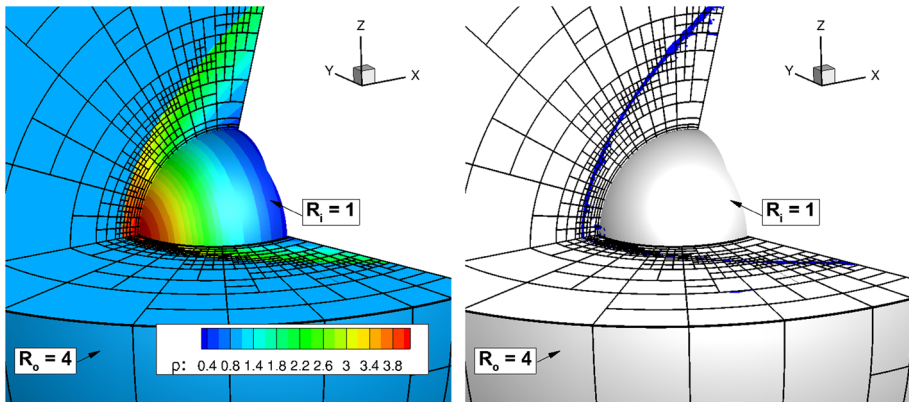 Z
Y
X
R_i = 1
R_o = 4
p: 0.4 0.8 1.4 1.8 2.2 2.6 3 3.4 3.8
Z
Y
X
R_i = 1
R_o = 4